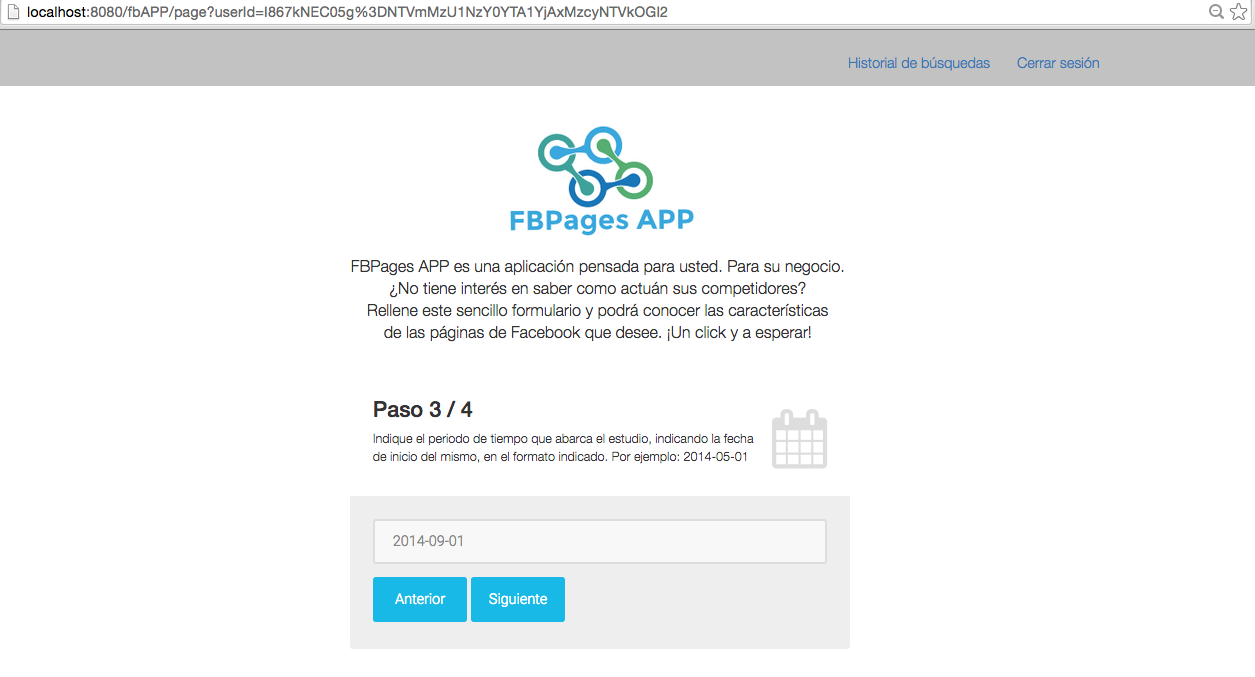 localhost:8080/fbAPP/page?userId=I867kNEC05g%3DNTVmMzU1NzY0YTA1YjAxMzcyNTVkOGI2
Historial de búsquedas Cerrar sesión
FBPages APP
FBPages APP es una aplicación pensada para usted. Para su negocio.
¿No tiene interés en saber como actuán sus competidores?
Rellene este sencillo formulario y podrá conocer las características
de las páginas de Facebook que desee. ¡Un click y a esperar!
Paso 3 / 4
Indique el periodo de tiempo que abarca el estudio, indicando la fecha
de inicio del mismo, en el formato indicado. Por ejemplo: 2014-05-01
2014-09-01
Anterior Siguiente